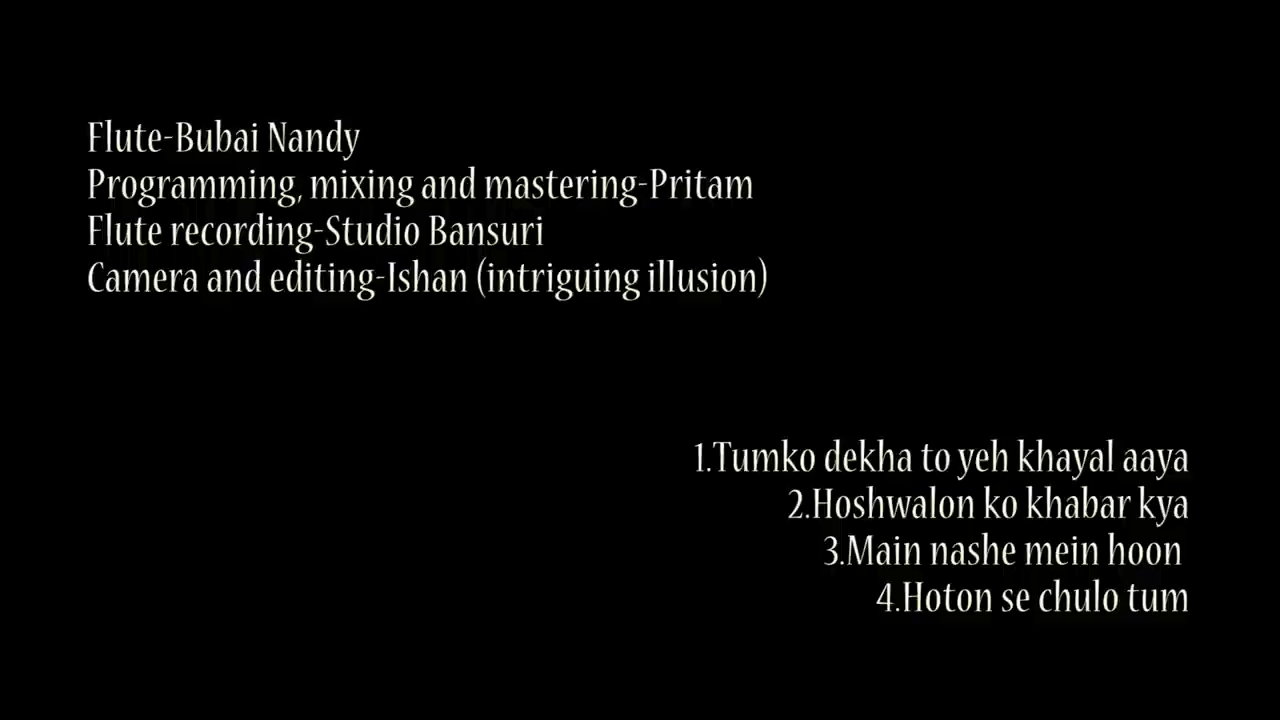 Flute-Bubai Nandy
Programming, mixing and mastering-Pritam
Flute recording-Studio Bansuri
Camera and editing-Ishan (intriguing illusion)
1.Tumko dekha to yeh khayal aaya
2.Hoshwalon ko khabar kya
3.Main nashe mein hoon
4.Hoton se chulo tum